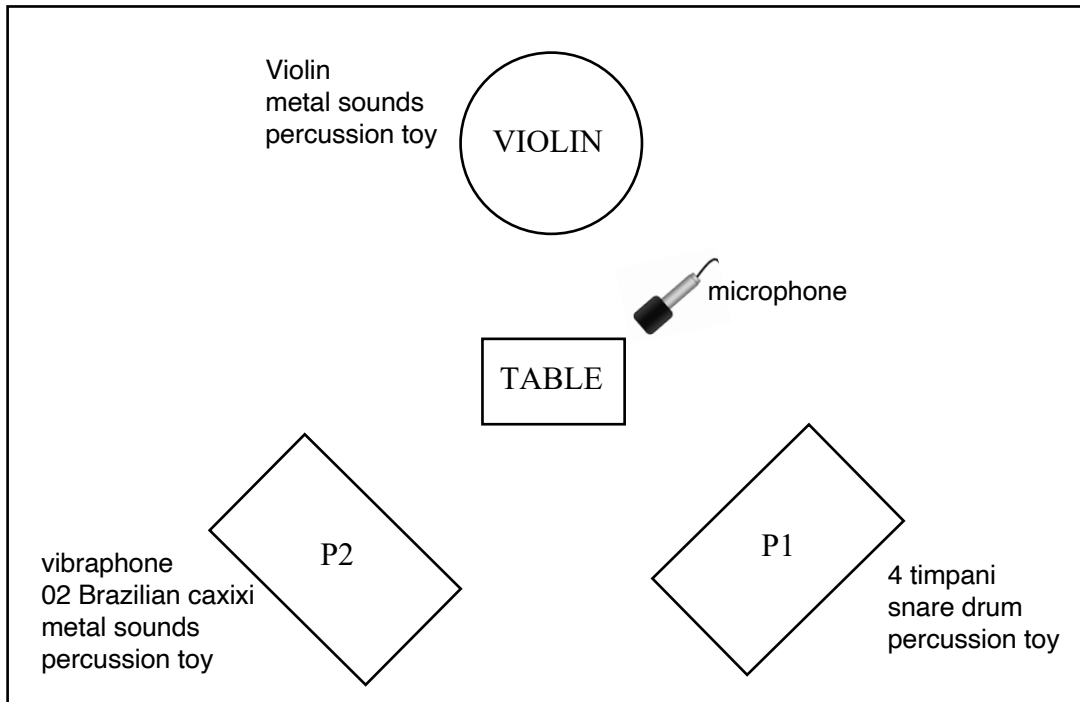 Violin
metal sounds
percussion toy
VIOLIN
microphone
TABLE
P2
vibraphone
02 Brazilian caxixi
metal sounds
percussion toy
P1
4 timpani
snare drum
percussion toy